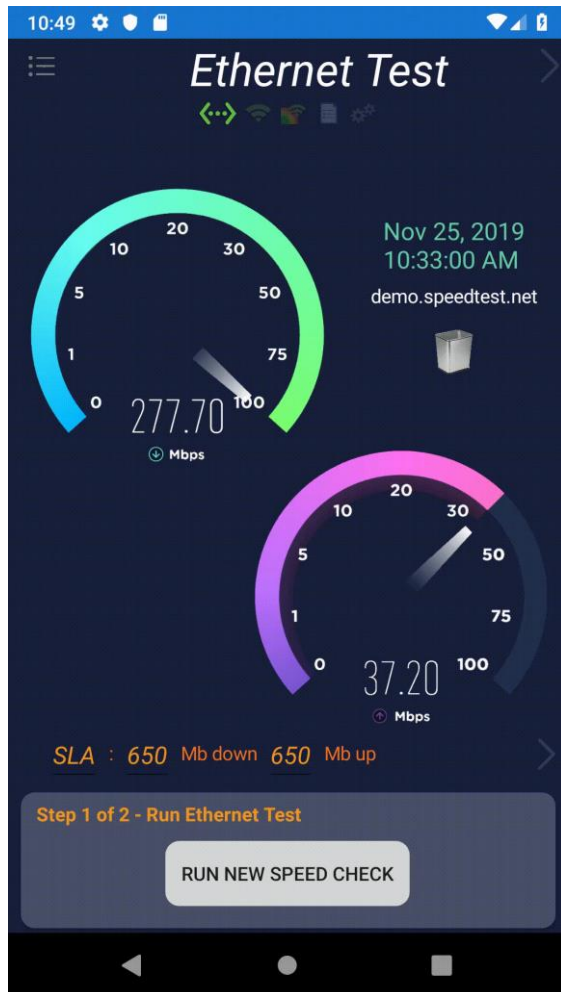 10:49
Ethernet Test
20
10
30
5
50
1
75
0
277.70
100
Mbps
Nov 25, 2019
10:33:00 AM
demo.speedtest.net
20
10
30
5
50
1
75
0
37.20
100
Mbps
SLA : 650 Mb down 650 Mb up
Step 1 of 2 - Run Ethernet Test
RUN NEW SPEED CHECK